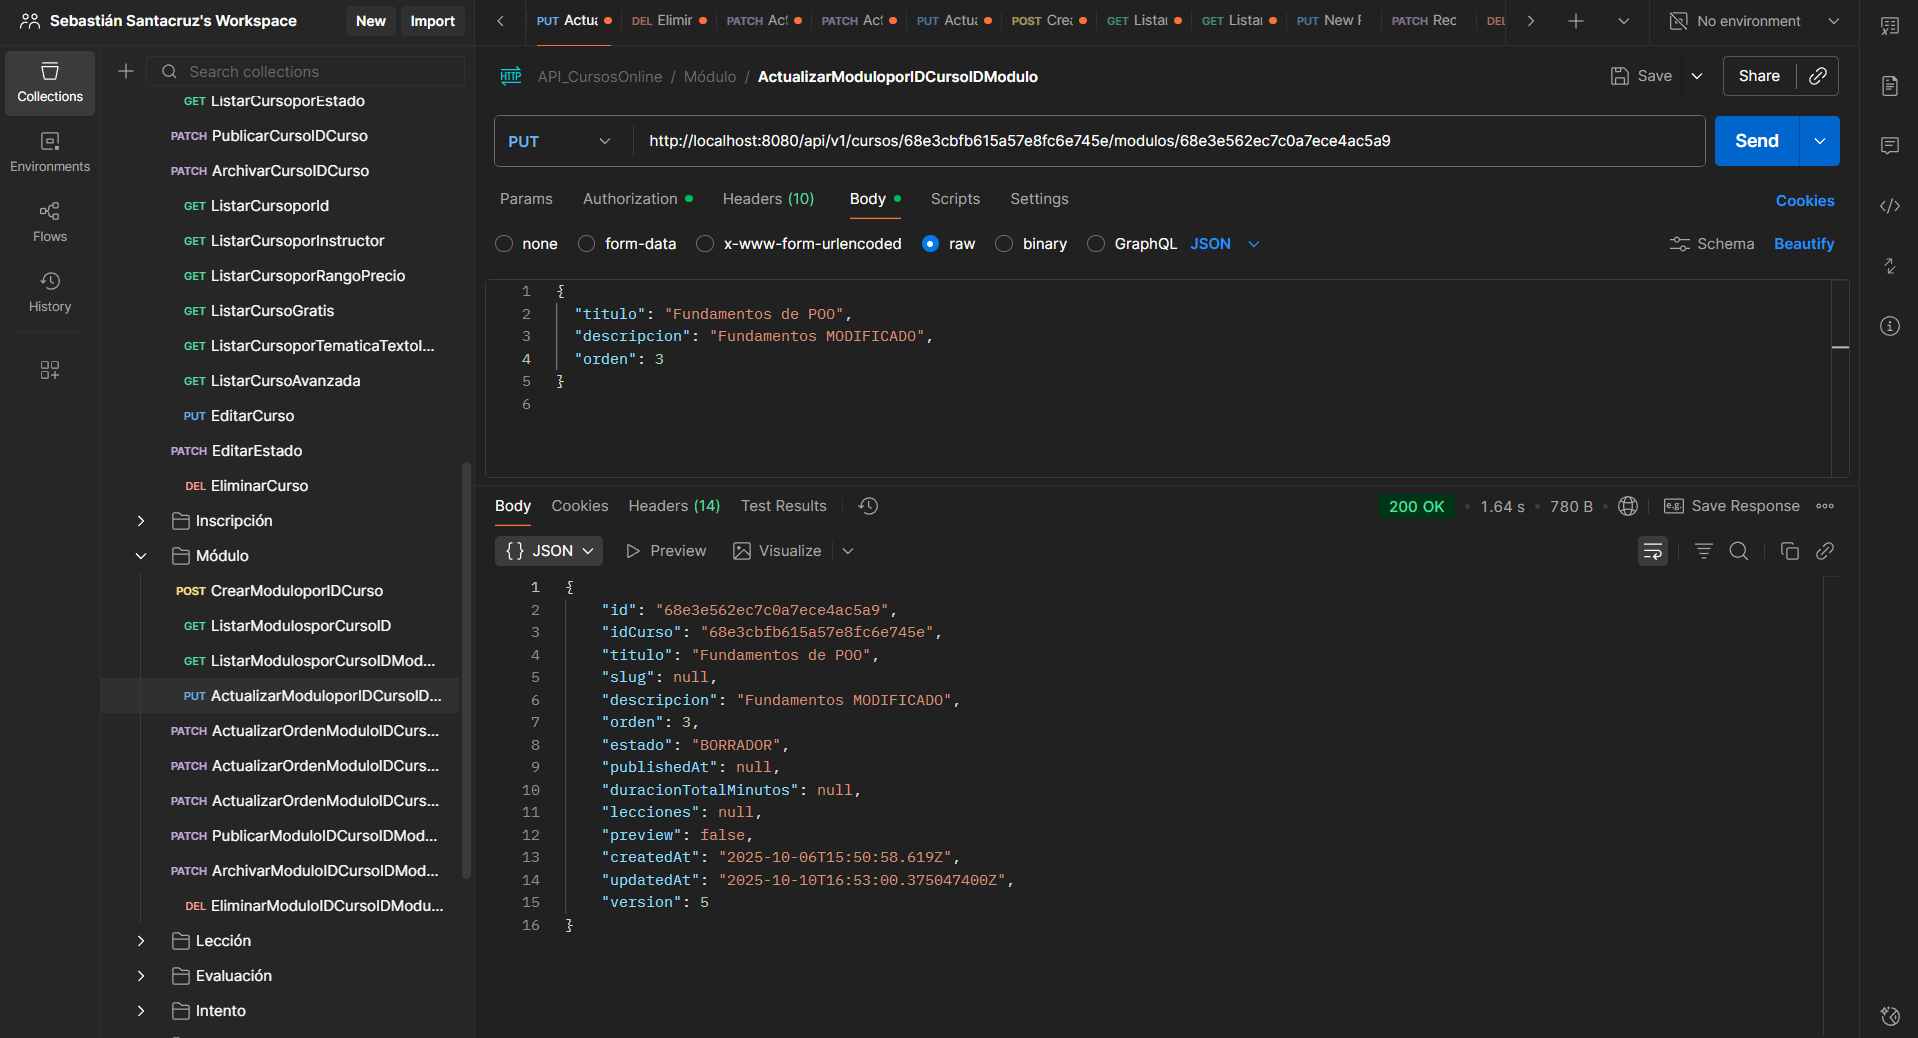 Sebastián Santacruz's Workspace
New
Import
PUT Actua
DEL Elimir
PATCH Act
PATCH Act
PUT Actua
POST Crea
GET Listar
GET Listar
PUT New F
PATCH Rec
DEL
No environment
Collections
Environments
Flows
History
Search collections
GET ListarCursoporEstado
PATCH PublicarCursoIDCurso
PATCH ArchivarCursoIDCurso
GET ListarCursoporId
GET ListarCursoporInstructor
GET ListarCursoporRangoPrecio
GET ListarCursoGratis
GET ListarCursoporTematicaTextoI...
GET ListarCursoAvanzada
PUT EditarCurso
PATCH EditarEstado
DEL EliminarCurso
Inscripción
Módulo
POST CrearModuloporIDCurso
GET ListarModulosporCursoID
GET ListarModulosporCursoIDMod...
PUT ActualizarModuloporIDCursoID...
PATCH ActualizarOrdenModuloIDCurs...
PATCH ActualizarOrdenModuloIDCurs...
PATCH ActualizarOrdenModuloIDCurs...
PATCH PublicarModuloIDCursoIDMod...
PATCH ArchivarModuloIDCursoIDMod...
DEL EliminarModuloIDCursoIDModu...
Lección
Evaluación
Intento
HTTP API_CursosOnline / Módulo / ActualizarModuloporIDCursoIDModulo
Save
Share
PUT
http://localhost:8080/api/v1/cursos/68e3cbfb615a57e8fc6e745e/modulos/68e3e562ec7c0a7ece4ac5a9
Send
Params
Authorization
Headers (10)
Body
Scripts
Settings
Cookies
none
form-data
x-www-form-urlencoded
raw
binary
GraphQL
JSON
Schema
Beautify
1 {
2 "titulo": "Fundamentos de POO",
3 "descripcion": "Fundamentos MODIFICADO",
4 "orden": 3
5 }
6
Body
Cookies
Headers (14)
Test Results
200 OK
1.64 s
780 B
e.g. Save Response
{} JSON
Preview
Visualize
1 {
2 "id": "68e3e562ec7c0a7ece4ac5a9",
3 "idCurso": "68e3cbfb615a57e8fc6e745e",
4 "titulo": "Fundamentos de POO",
5 "slug": null,
6 "descripcion": "Fundamentos MODIFICADO",
7 "orden": 3,
8 "estado": "BORRADOR",
9 "publishedAt": null,
10 "duracionTotalMinutos": null,
11 "lecciones": null,
12 "preview": false,
13 "createdAt": "2025-10-06T15:50:58.619Z",
14 "updatedAt": "2025-10-10T16:53:00.375047400Z",
15 "version": 5
16 }